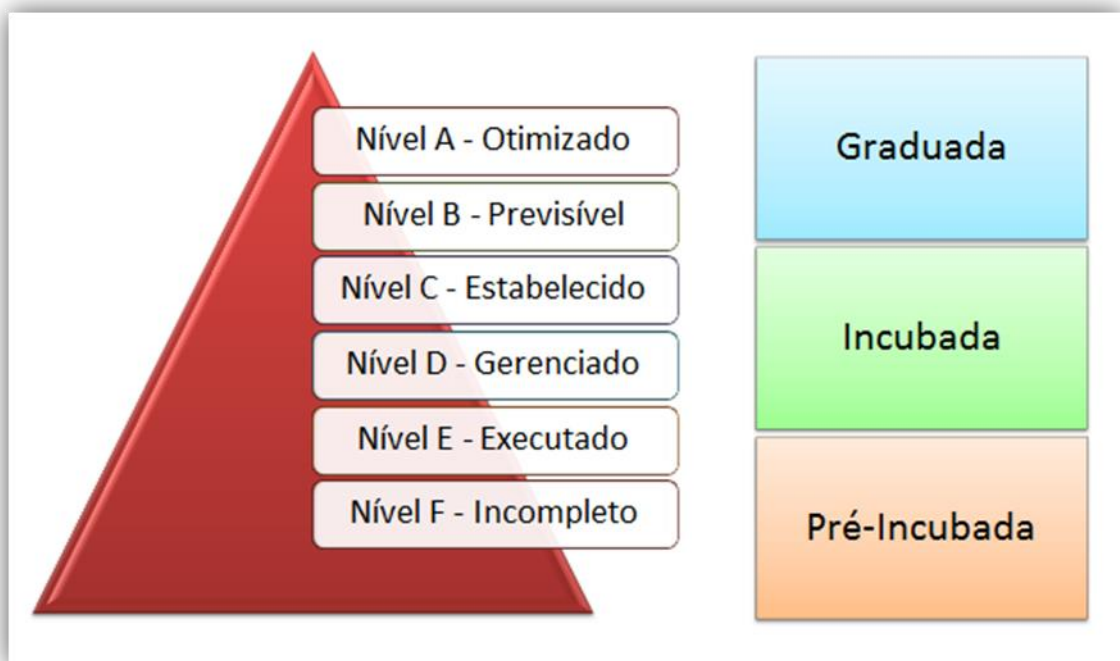 Nível A - Otimizado
Nível B - Previsível
Nível C - Estabelecido
Nível D - Gerenciado
Nível E - Executado
Nível F - Incompleto
Graduada
Incubada
Pré-Incubada